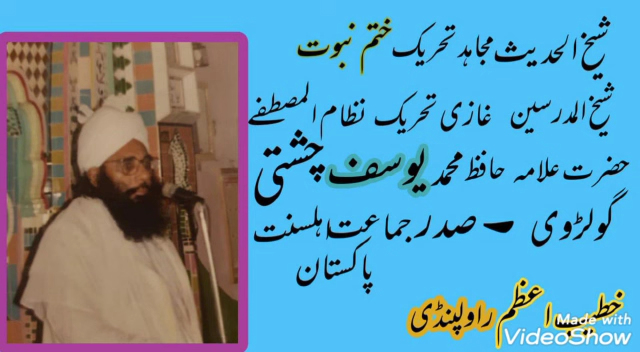 شیخ الحدیث مجاہد تحریک ختم نبوت
شیخ المدرسین غازی تحریک نظام المصطفے
حضرت علامہ حافظ محمد یوسف چشتی
گولڑوی - صدر جماعت اہلسنت
پاکستان
خطیب اعظم راولپنڈی
Made with
VideoShow